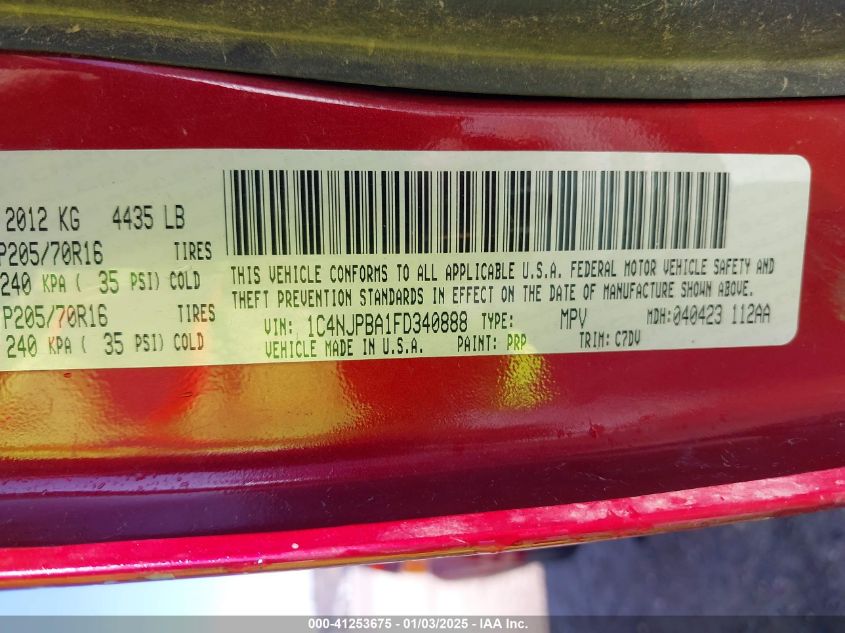 2012 KG 4435 LB
P205/70R16 TIRES
240 KPA ( 35 PSI) COLD
P205/70R16 TIRES
240 KPA ( 35 PSI) COLD
THIS VEHICLE CONFORMS TO ALL APPLICABLE U.S.A. FEDERAL MOTOR VEHICLE SAFETY AND
THEFT PREVENTION STANDARDS IN EFFECT ON THE DATE OF MANUFACTURE SHOWN ABOVE.
VIN: 1C4NJPBA1FD340888 TYPE: MPV MDH: 040423 112AA
VEHICLE MADE IN U.S.A. PAINT: PRP TRIM: C7DV
000-41253675 - 01/03/2025 - IAA Inc.